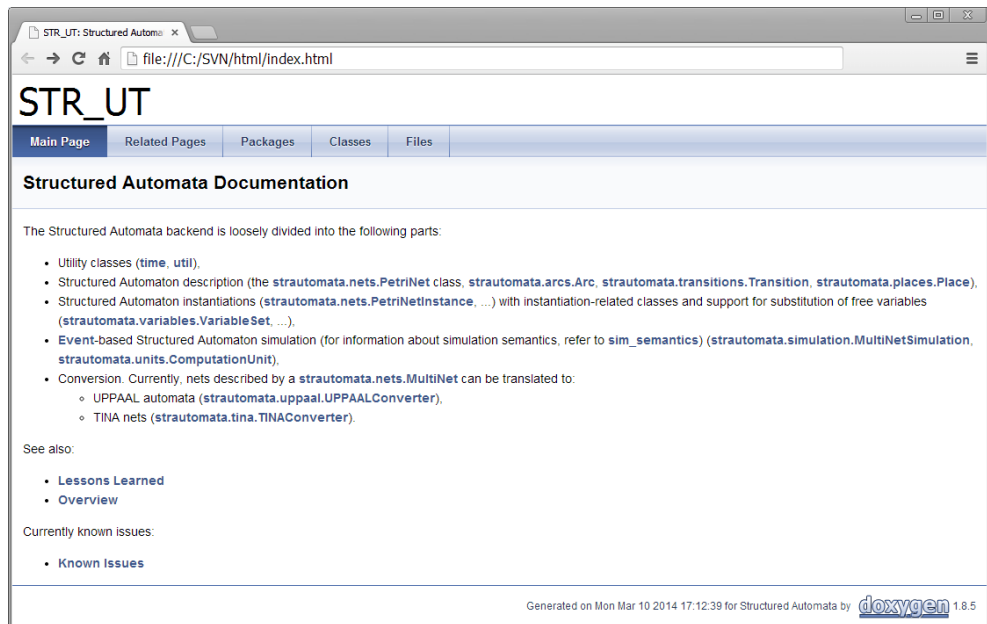 STR_UT: Structured Automa
file:///C:/SVN/html/index.html
STR_UT
Main Page Related Pages Packages Classes Files
Structured Automata Documentation
The Structured Automata backend is loosely divided into the following parts:
Utility classes (time, util),
Structured Automaton description (the strautomata.nets.PetriNet class, strautomata.arcs.Arc, strautomata.transitions.Transition, strautomata.places.Place),
Structured Automaton instantiations (strautomata.nets.PetriNetInstance, ...) with instantiation-related classes and support for substitution of free variables
(strautomata.variables.VariableSet, ...),
Event-based Structured Automaton simulation (for information about simulation semantics, refer to sim_semantics) (strautomata.simulation.MultiNetSimulation,
strautomata.units.ComputationUnit),
Conversion. Currently, nets described by a strautomata.nets.MultiNet can be translated to:
UPPAAL automata (strautomata.uppaal.UPPAALConverter),
TINA nets (strautomata.tina.TINAConverter).
See also:
Lessons Learned
Overview
Currently known issues:
Known Issues
Generated on Mon Mar 10 2014 17:12:39 for Structured Automata by doxygen 1.8.5